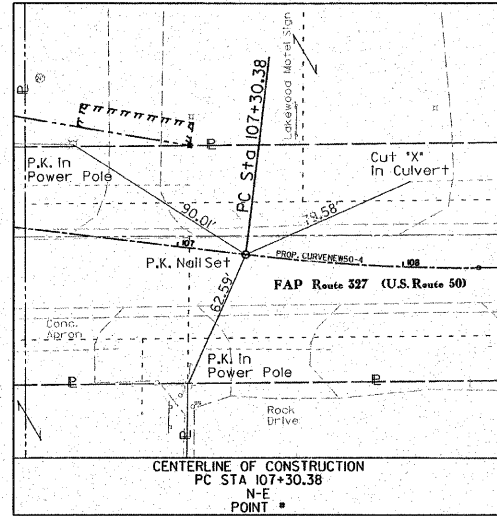 PC Sta 107+30.38
Lakewood Motel Sign
P.K. In
Power Pole
Cut "X"
In Culvert
90.01'
79.58'
107
P.K. Nail Set
PROP. CURVENEW50-4
108
FAP Route 327 (U.S. Route 50)
62.59'
Conc.
Apron
P.K. In
Power Pole
Rock
Drive
CENTERLINE OF CONSTRUCTION
PC STA 107+30.38
N-E
POINT #